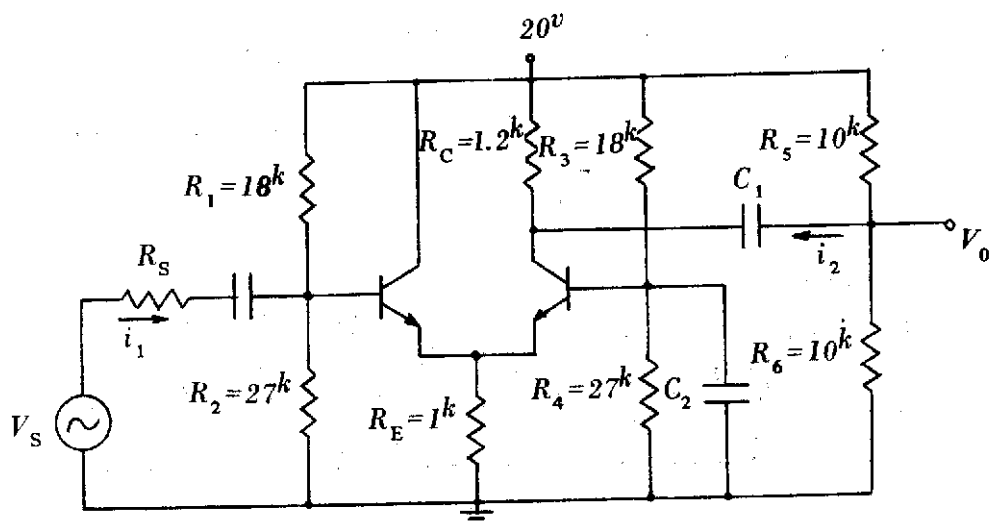 20v
RC=1.2k
R3=18k
R5=10k
R1=18k
C1
V0
i2
RS
i1
R2=27k
R4=27k
C2
R6=10k
RE=1k
VS